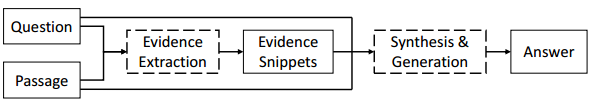 Question
Passage
Evidence
Extraction
Evidence
Snippets
Synthesis &
Generation
Answer